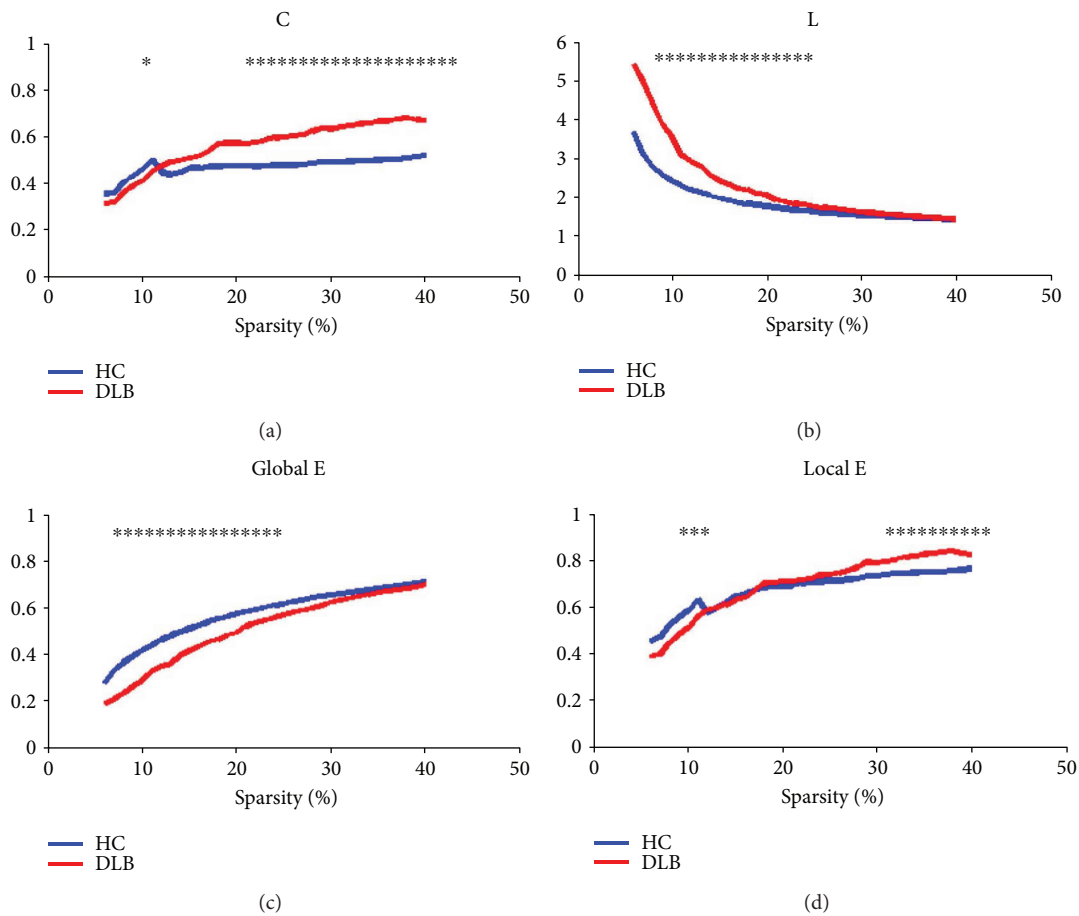 C
1
0.8
0.6
0.4
0.2
0
*
********************
0 10 20 30 40 50
Sparsity (%)
HC
DLB
(a)
L
6
5
4
3
2
1
0
***************
0 10 20 30 40 50
Sparsity (%)
HC
DLB
(b)
Global E
1
0.8
0.6
0.4
0.2
0
****************
0 10 20 30 40 50
Sparsity (%)
HC
DLB
(c)
Local E
1
0.8
0.6
0.4
0.2
0
***
**********
0 10 20 30 40 50
Sparsity (%)
HC
DLB
(d)